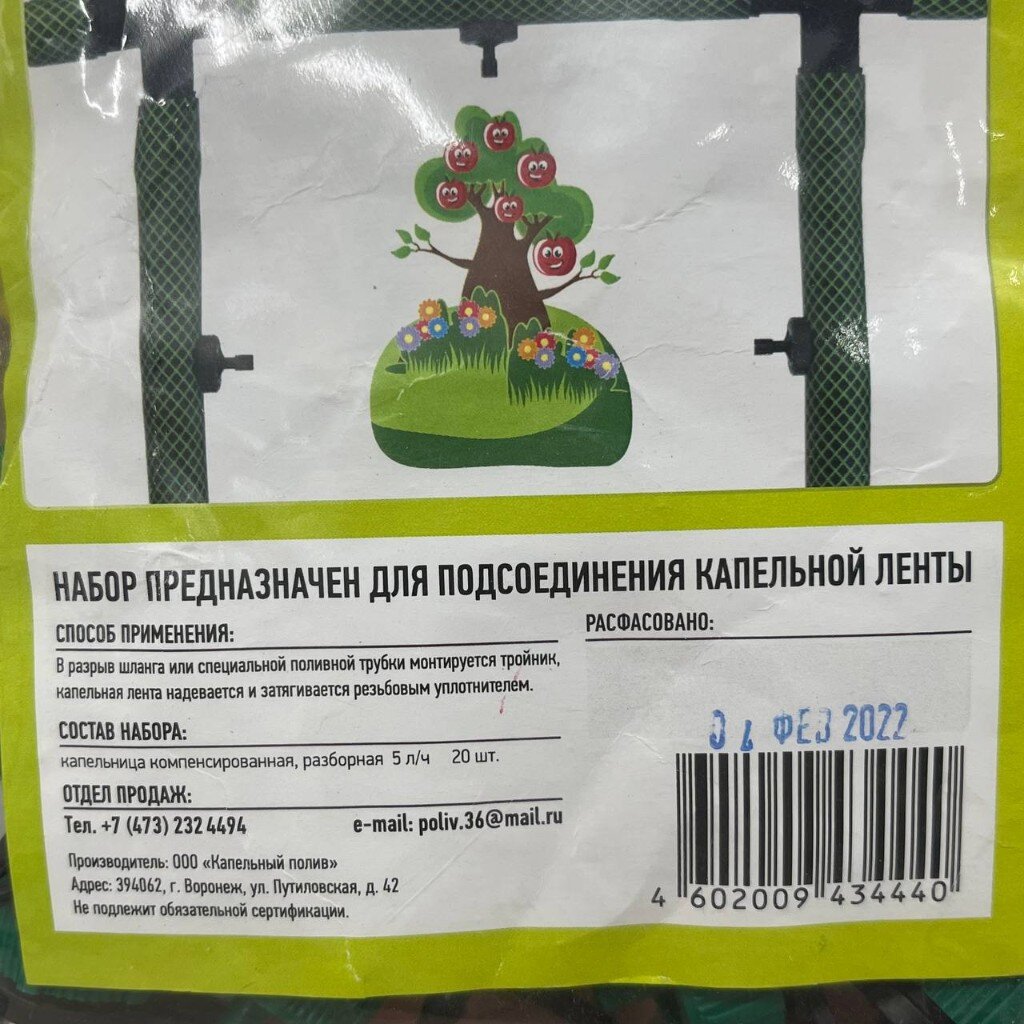 НАБОР ПРЕДНАЗНАЧЕН ДЛЯ ПОДСОЕДИНЕНИЯ КАПЕЛЬНОЙ ЛЕНТЫ
СПОСОБ ПРИМЕНЕНИЯ:
В разрыв шланга или специальной поливной трубки монтируется тройник,
капельная лента надевается и затягивается резьбовым уплотнителем.
СОСТАВ НАБОРА:
капельница компенсированная, разборная 5 л/ч 20 шт.
ОТДЕЛ ПРОДАЖ:
Тел. +7 (473) 232 4494 e-mail: poliv.36@mail.ru
Производитель: ООО «Капельный полив»
Адрес: 394062, г. Воронеж, ул. Путиловская, д. 42
Не подлежит обязательной сертификации.
РАСФАСОВАНО:
ФЕВ 2022
4 602009 434440